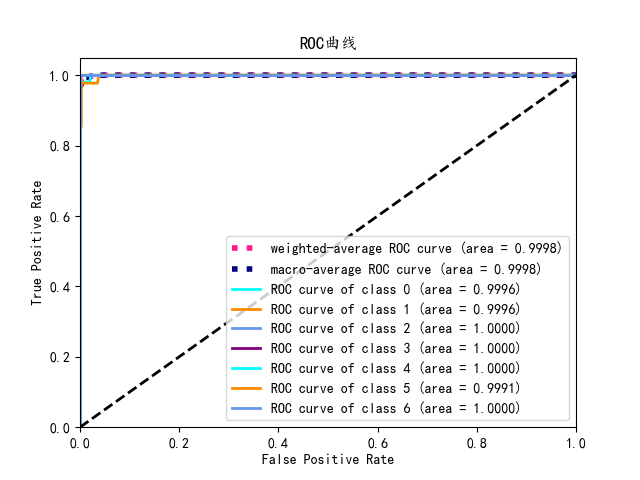 ROC曲线
1.0
0.8
0.6
0.4
0.2
0.0
True Positive Rate
weighted-average ROC curve (area = 0.9998)
macro-average ROC curve (area = 0.9998)
ROC curve of class 0 (area = 0.9996)
ROC curve of class 1 (area = 0.9996)
ROC curve of class 2 (area = 1.0000)
ROC curve of class 3 (area = 1.0000)
ROC curve of class 4 (area = 1.0000)
ROC curve of class 5 (area = 0.9991)
ROC curve of class 6 (area = 1.0000)
0.0 0.2 0.4 0.6 0.8 1.0
False Positive Rate